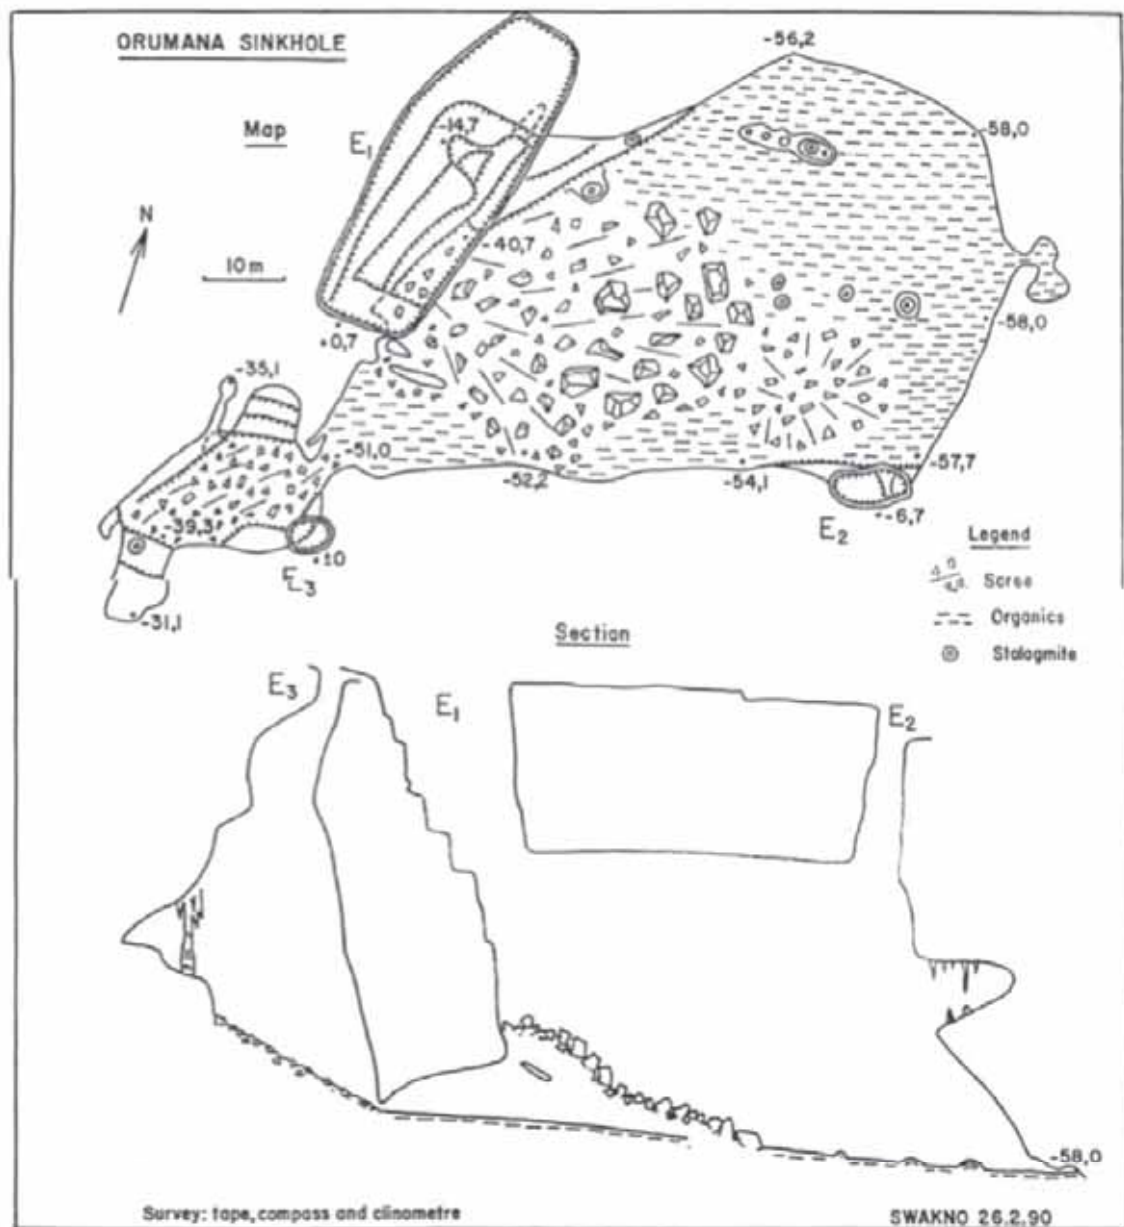 ORUMANA SINKHOLE
-56,2
Map
E1
-14,7
-58,0
N
-40,7
10 m
+0,7
-58,0
-35,1
-51,0
-57,7
-52,2
-54,1
-39,3
-6,7
±0
E2
E3
Legend
Scree
-31,1
Organics
Section
Stalagmite
E3
E1
E2
-58,0
Survey: tape, compass and clinometre
SWAKNO 26.2.90